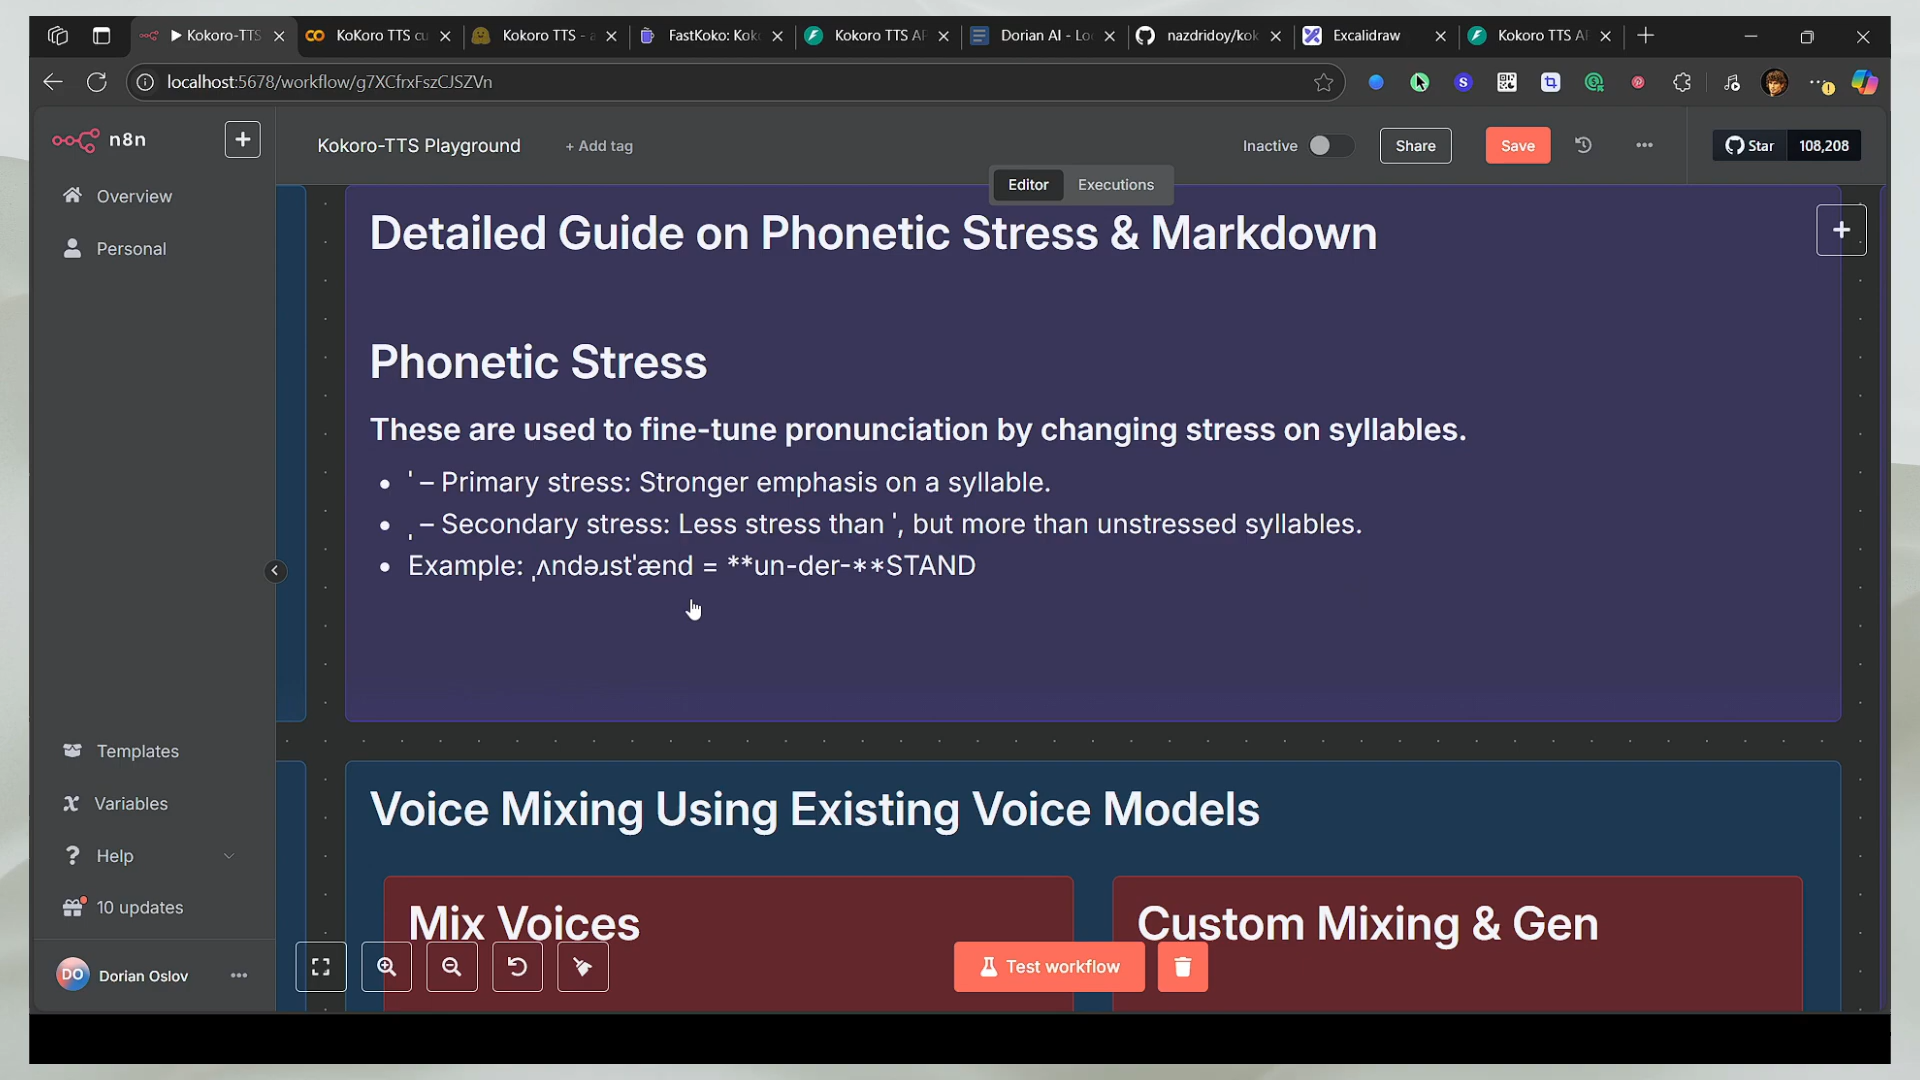 Kokoro-TTS
KoKoro TTS cu
Kokoro TTS - a
FastKoko: Kok
Kokoro TTS AP
Dorian AI - Lo
nazdridoy/kok
Excalidraw
Kokoro TTS AP
localhost:5678/workflow/g7XCfrxFszCJSZVn
n8n
Kokoro-TTS Playground
+ Add tag
Inactive
Share
Save
Star
108,208
Overview
Personal
Editor
Executions
Detailed Guide on Phonetic Stress & Markdown
Phonetic Stress
These are used to fine-tune pronunciation by changing stress on syllables.
• ˈ – Primary stress: Stronger emphasis on a syllable.
• ˌ – Secondary stress: Less stress than ˈ, but more than unstressed syllables.
• Example: ˌʌndəɹstˈænd = **un-der-**STAND
Templates
Variables
Help
10 updates
DO
Dorian Oslov
Voice Mixing Using Existing Voice Models
Mix Voices
Custom Mixing & Gen
Test workflow